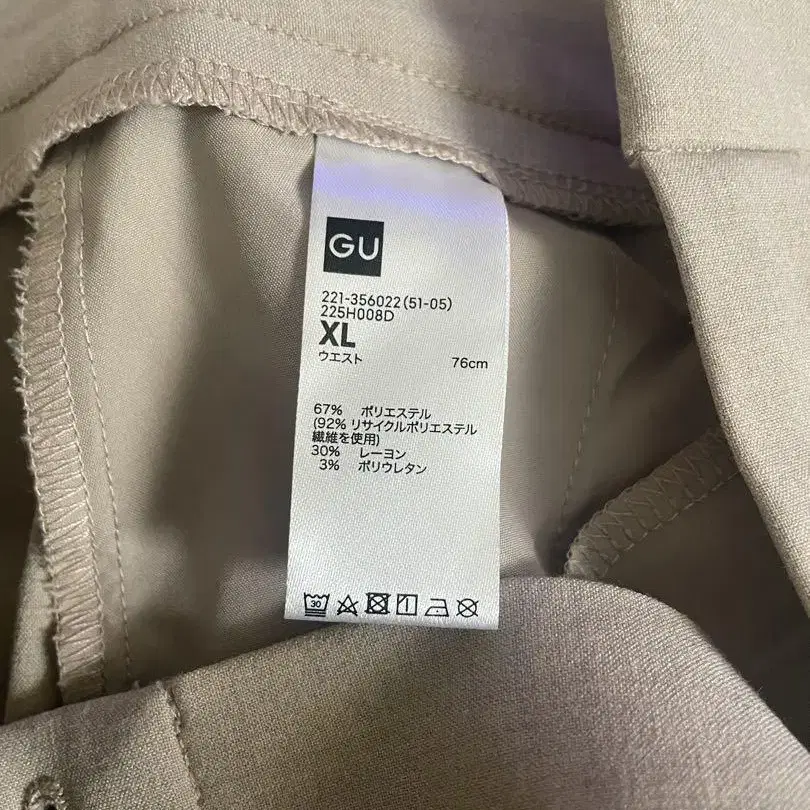 GU
221-356022(51-05)
225H008D
XL
ウエスト 76cm
67% ポリエステル
(92% リサイクルポリエステル
繊維を使用)
30% レーヨン
3% ポリウレタン
30